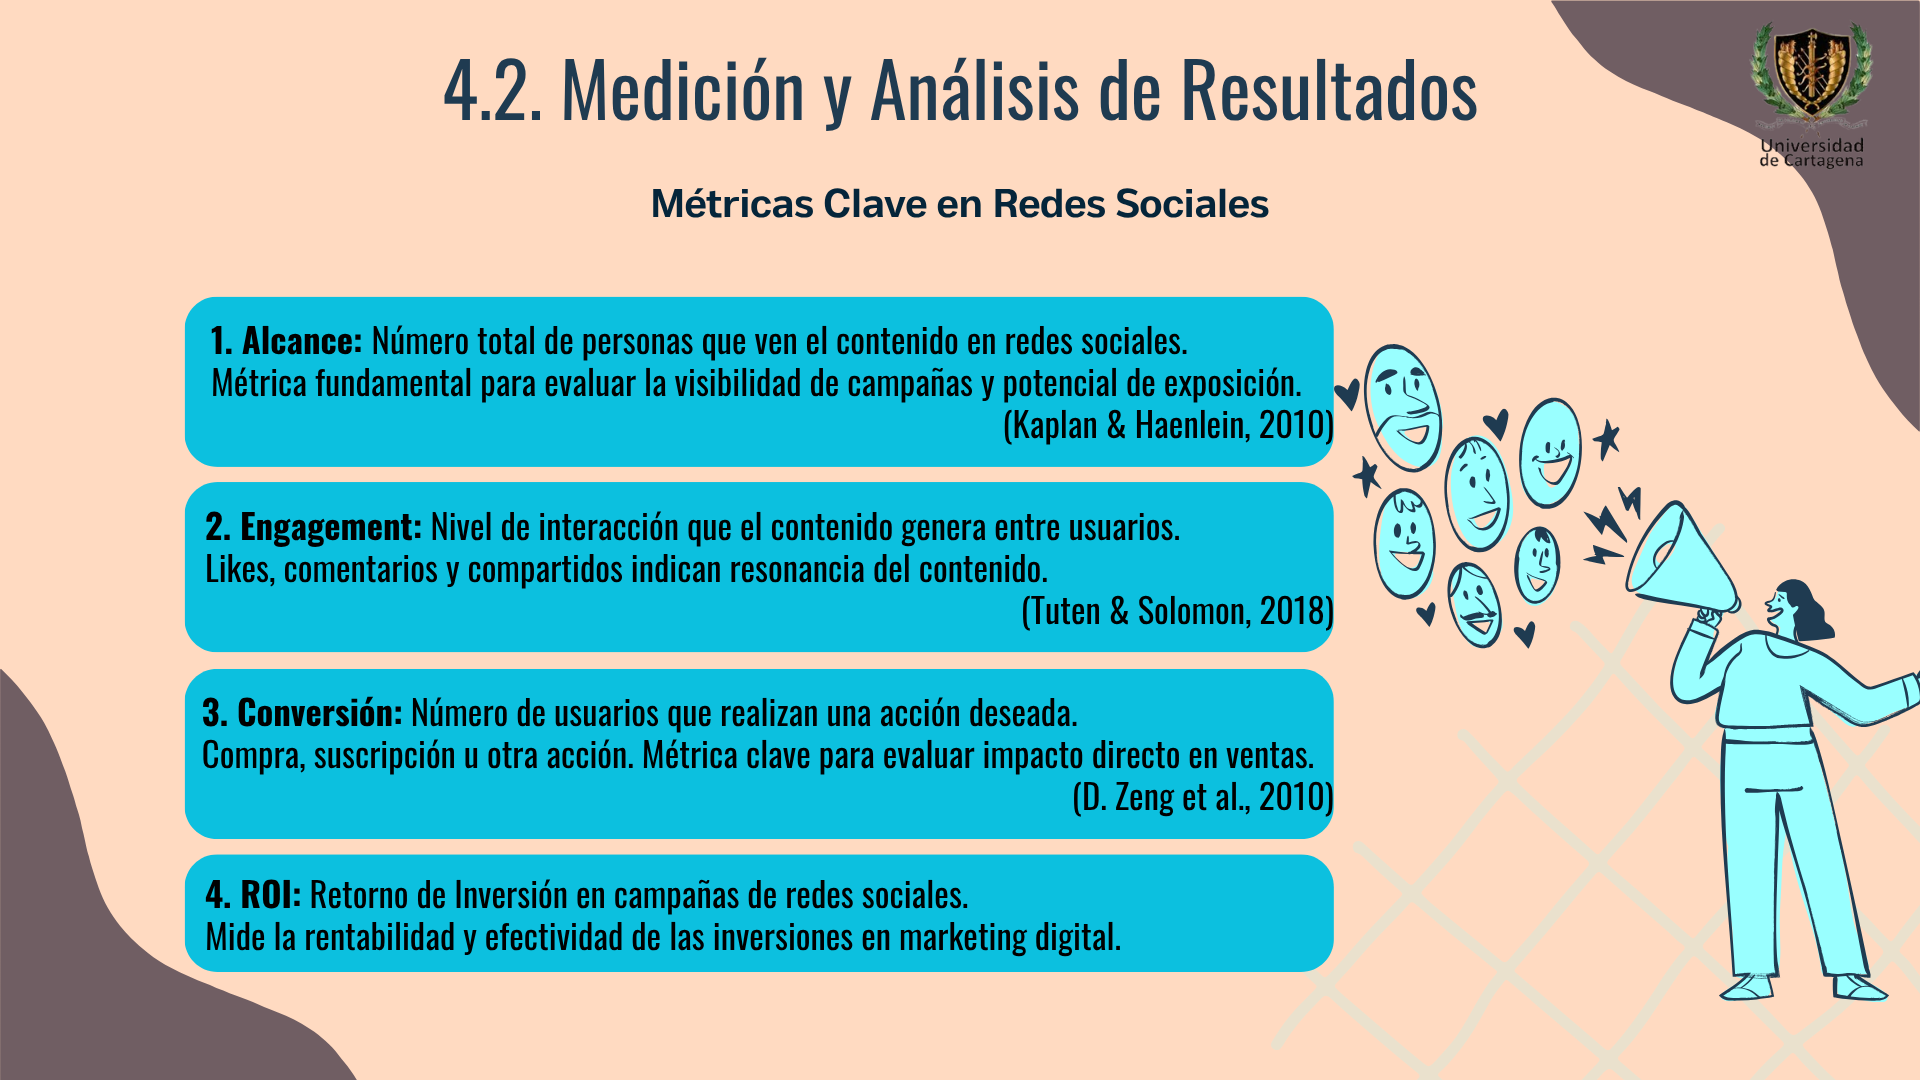 4.2. Medición y Análisis de Resultados
Universidad
de Cartagena
Métricas Clave en Redes Sociales
1. Alcance: Número total de personas que ven el contenido en redes sociales.
Métrica fundamental para evaluar la visibilidad de campañas y potencial de exposición.
(Kaplan & Haenlein, 2010)
2. Engagement: Nivel de interacción que el contenido genera entre usuarios.
Likes, comentarios y compartidos indican resonancia del contenido.
(Tuten & Solomon, 2018)
3. Conversión: Número de usuarios que realizan una acción deseada.
Compra, suscripción u otra acción. Métrica clave para evaluar impacto directo en ventas.
(D. Zeng et al., 2010)
4. ROI: Retorno de Inversión en campañas de redes sociales.
Mide la rentabilidad y efectividad de las inversiones en marketing digital.